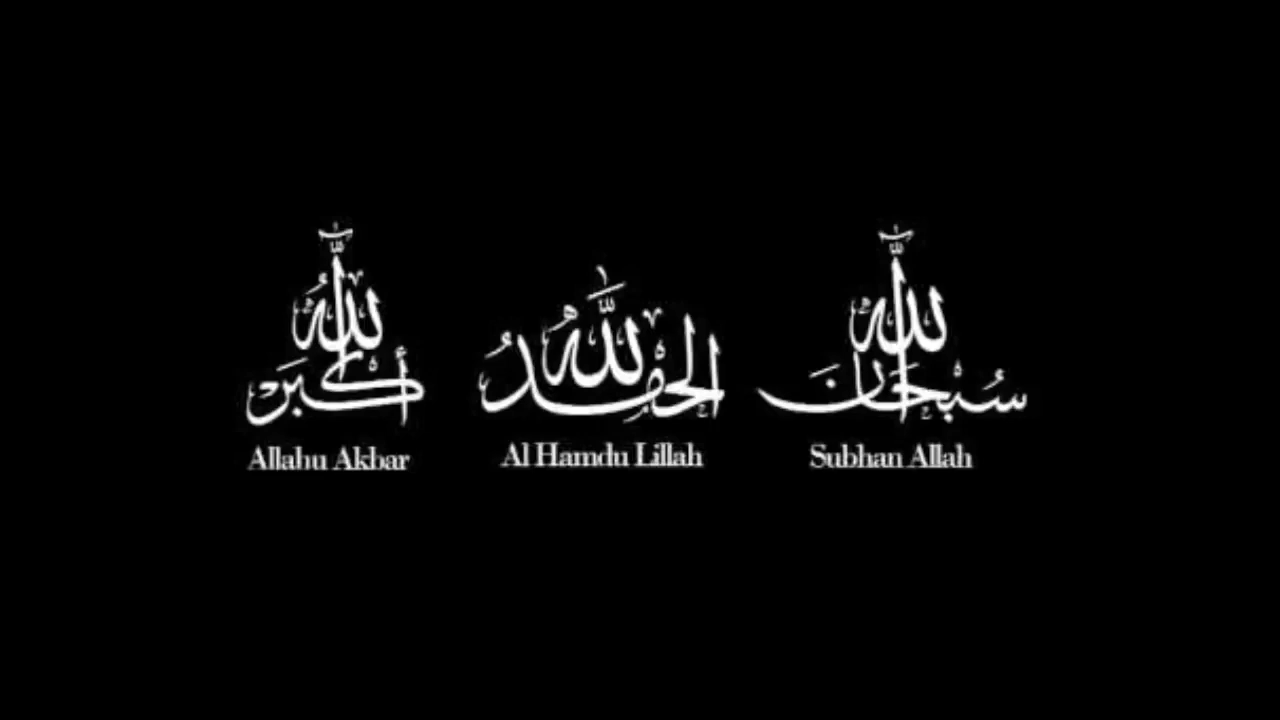 الله أكبر
الحمد لله
سبحان الله
Allahu Akbar
Al Hamdu Lillah
Subhan Allah